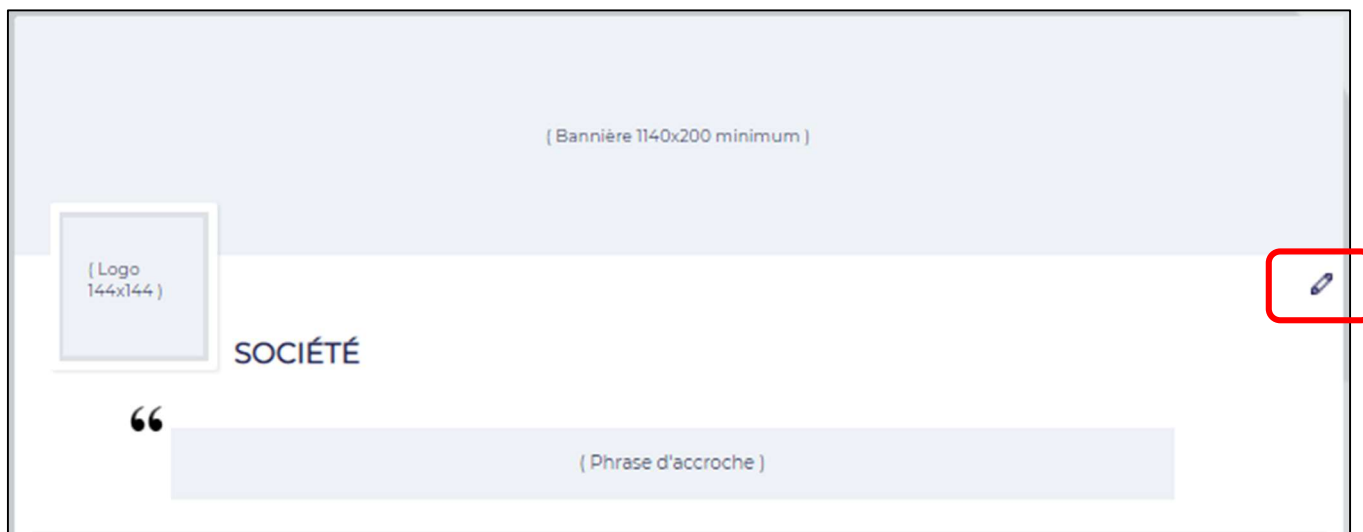 ( Bannière 1140x200 minimum )
( Logo
144x144 )
SOCIÉTÉ
“
( Phrase d'accroche )